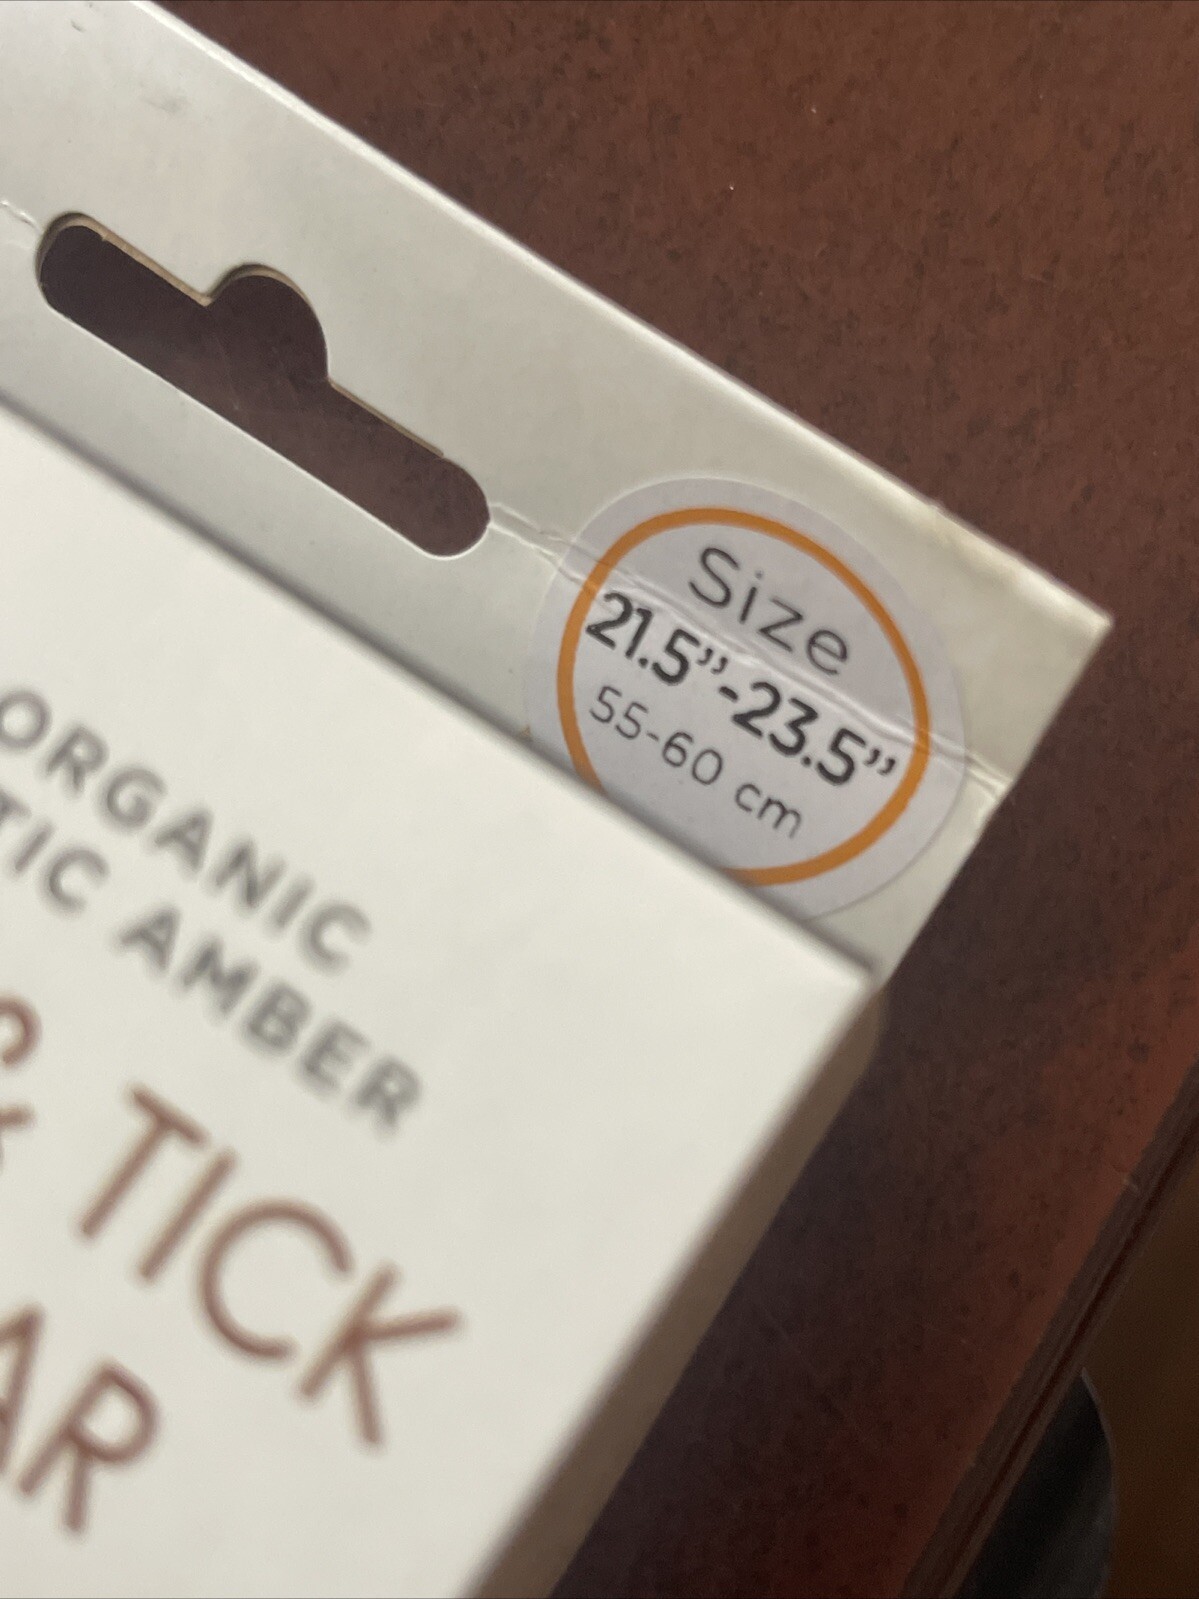 Size
21.5”-23.5”
55-60 cm
ORGANIC
TIC AMBER
& TICK
AR